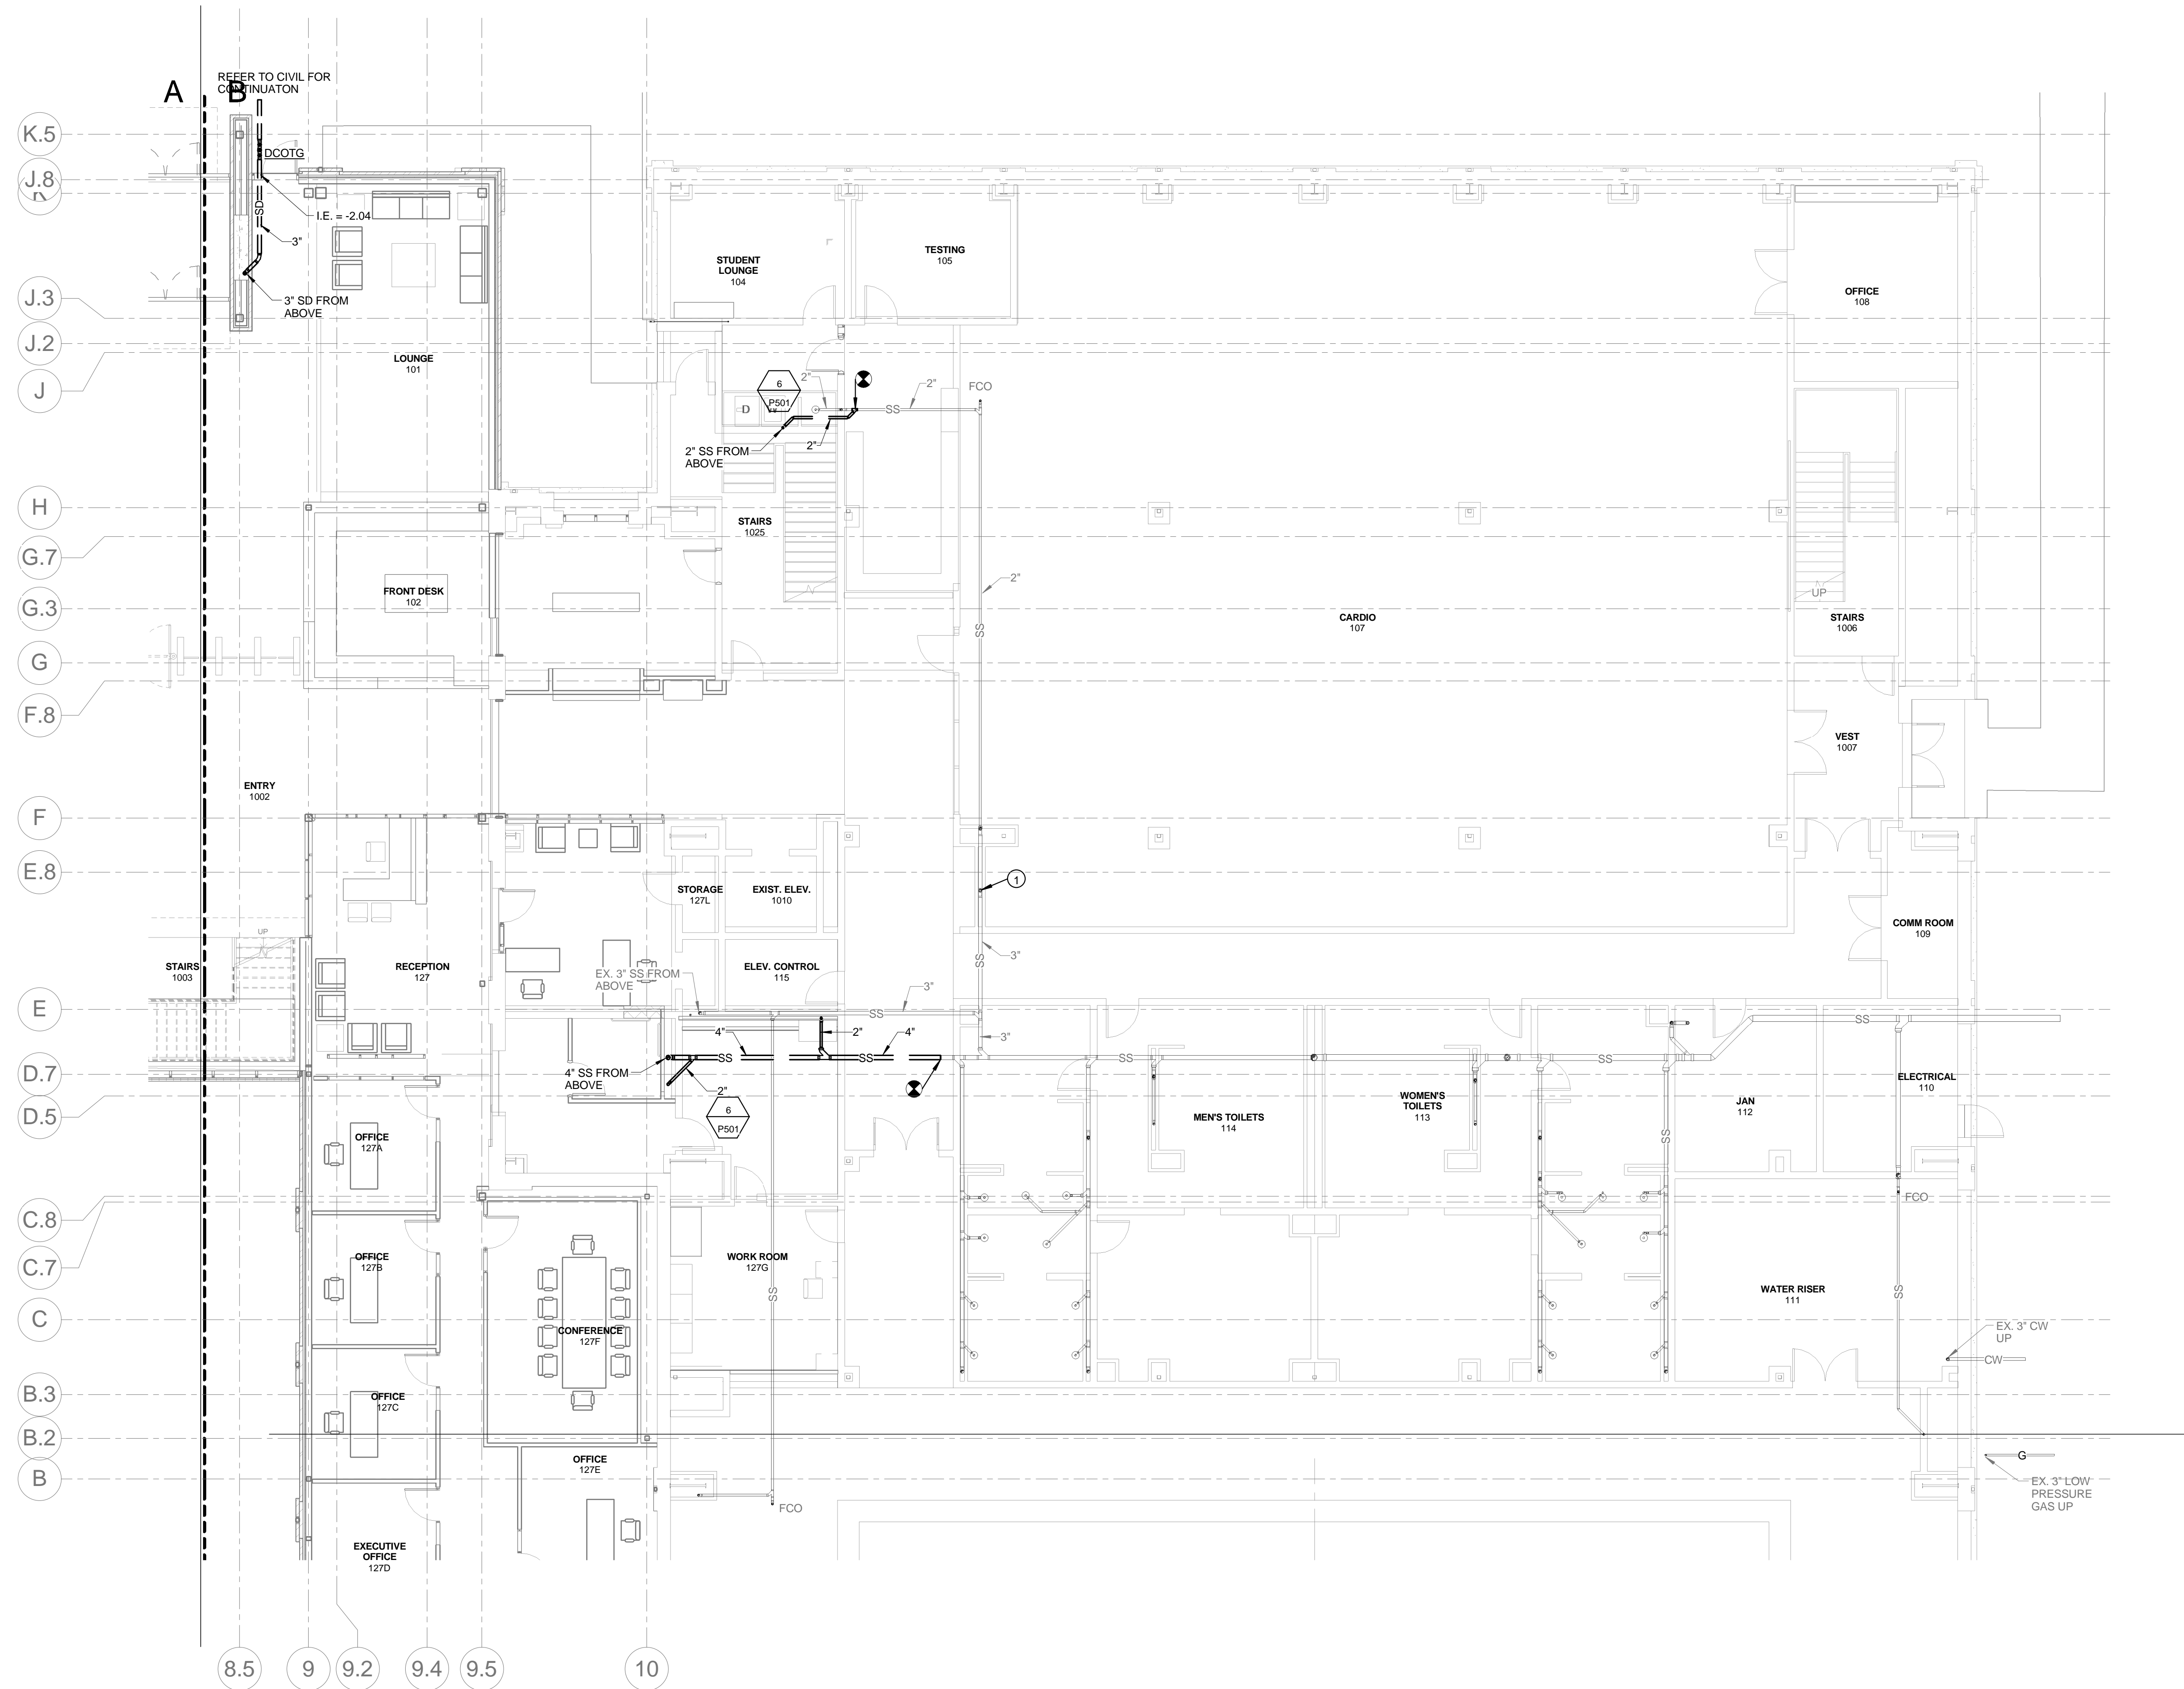 A
B
REFER TO CIVIL FOR
CONTINUATON
K.5
J.8
K
J.3
J.2
J
H
G.7
G.3
G
F.8
F
E.8
E
D.7
D.5
C.8
C.7
C
B.3
B.2
B
DCOTG
SD
I.E. = -2.04
3"
3" SD FROM
ABOVE
LOUNGE
101
STUDENT
LOUNGE
104
TESTING
105
OFFICE
108
6
P501
2"
D
SS
2"
FCO
2"
2" SS FROM
ABOVE
STAIRS
1025
FRONT DESK
102
2"
SS
CARDIO
107
UP
STAIRS
1006
VEST
1007
ENTRY
1002
STORAGE
127L
EXIST. ELEV.
1010
1
COMM ROOM
109
UP
STAIRS
1003
RECEPTION
127
EX. 3" SS FROM
ABOVE
ELEV. CONTROL
115
SS
3"
3"
SS
3"
4"
SS
2"
SS
4"
4" SS FROM
ABOVE
2"
6
P501
SS
SS
SS
MEN'S TOILETS
114
WOMEN'S
TOILETS
113
SS
JAN
112
ELECTRICAL
110
FCO
OFFICE
127A
OFFICE
127B
OFFICE
127C
CONFERENCE
127F
WORK ROOM
127G
SS
WATER RISER
111
SS
EX. 3" CW
UP
CW
OFFICE
127E
FCO
G
EX. 3" LOW
PRESSURE
GAS UP
EXECUTIVE
OFFICE
127D
8.5
9
9.2
9.4
9.5
10